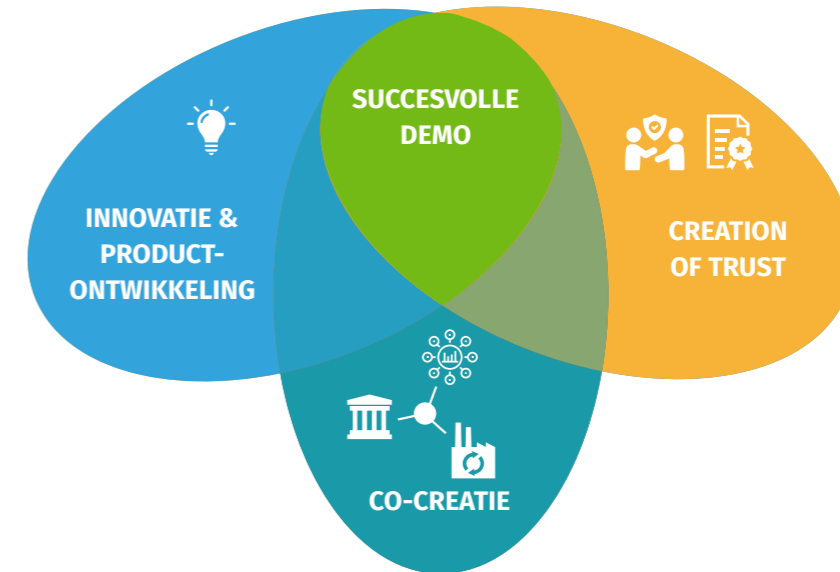 SUCCESVOLLE
DEMO
INNOVATIE &
PRODUCT-
ONTWIKKELING
CREATION
OF TRUST
CO-CREATIE